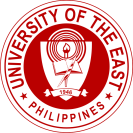 UNIVERSITY OF THE EAST
1946
PHILIPPINES